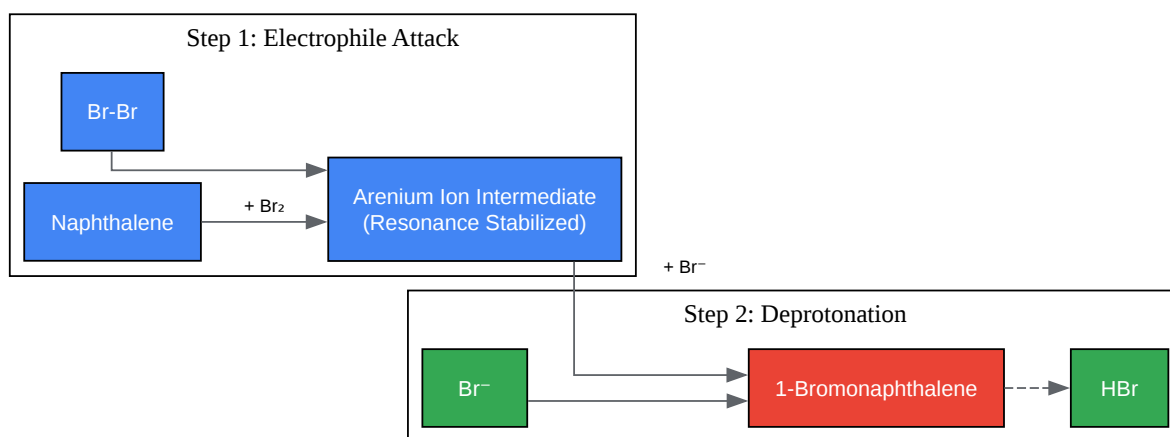 Step 1: Electrophile Attack
Br-Br
Naphthalene
+ Br₂
Arenium Ion Intermediate
(Resonance Stabilized)
+ Br⁻
Step 2: Deprotonation
Br⁻
1-Bromonaphthalene
HBr